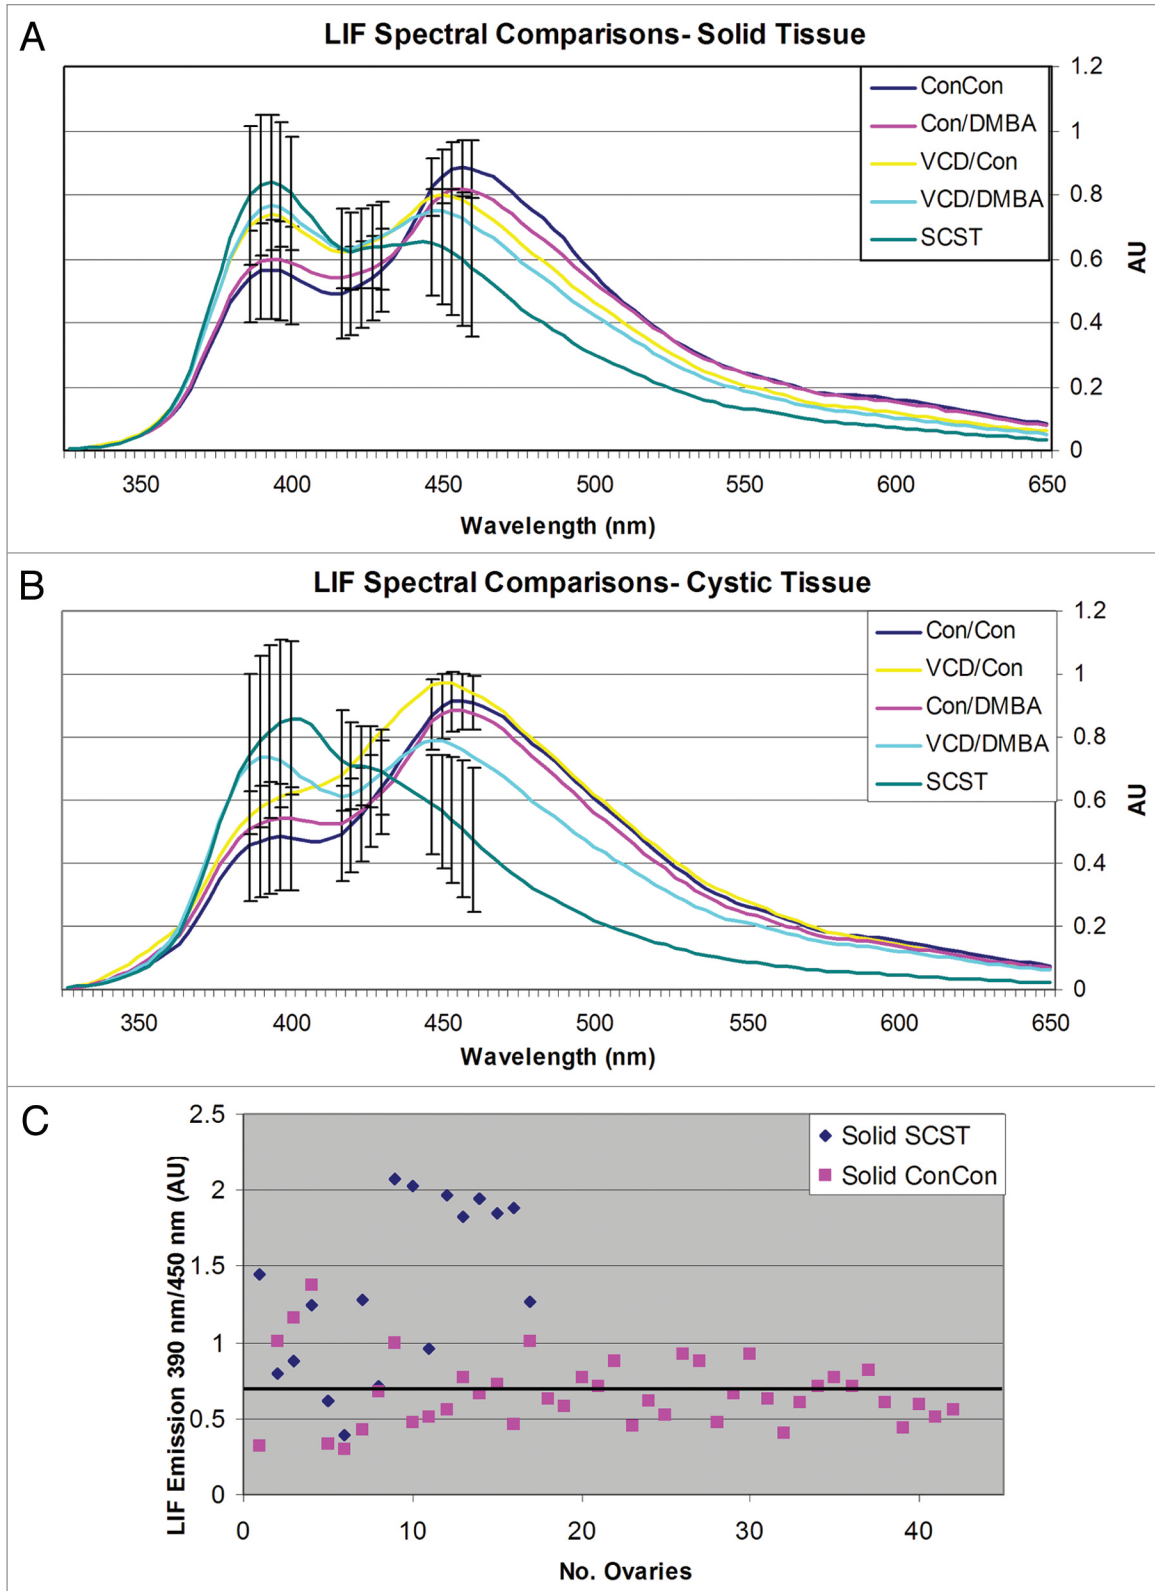 A
LIF Spectral Comparisons- Solid Tissue
ConCon
Con/DMBA
VCD/Con
VCD/DMBA
SCST
1.2
1
0.8
0.6
0.4
0.2
0
AU
350 400 450 500 550 600 650
Wavelength (nm)
B
LIF Spectral Comparisons- Cystic Tissue
Con/Con
VCD/Con
Con/DMBA
VCD/DMBA
SCST
1.2
1
0.8
0.6
0.4
0.2
0
AU
350 400 450 500 550 600 650
Wavelength (nm)
C
LIF Emission 390 nm/450 nm (AU)
2.5
2
1.5
1
0.5
0
Solid SCST
Solid ConCon
0 10 20 30 40
No. Ovaries